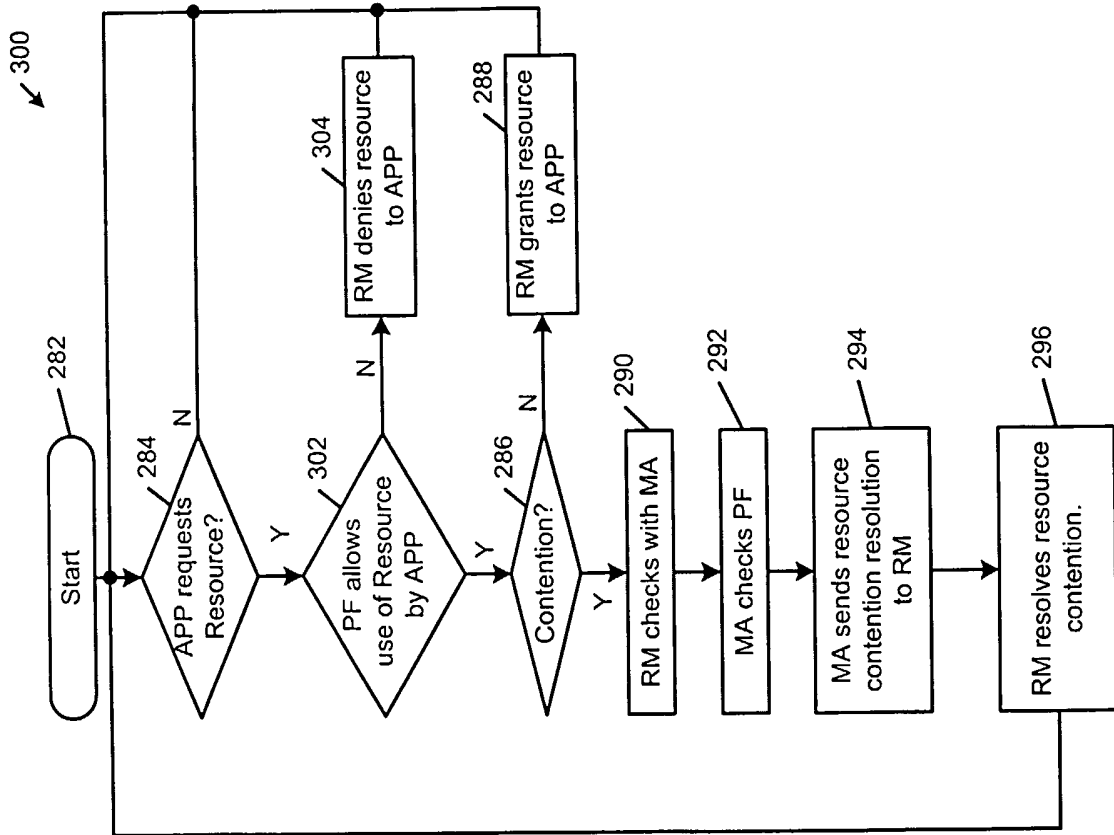 300
Start
282
APP requests
Resource?
284
N
Y
PF allows
use of Resource
by APP
302
N
RM denies resource
to APP
304
Y
Contention?
286
N
RM grants resource
to APP
288
Y
RM checks with MA
290
MA checks PF
292
MA sends resource
contention resolution
to RM
294
RM resolves resource
contention.
296